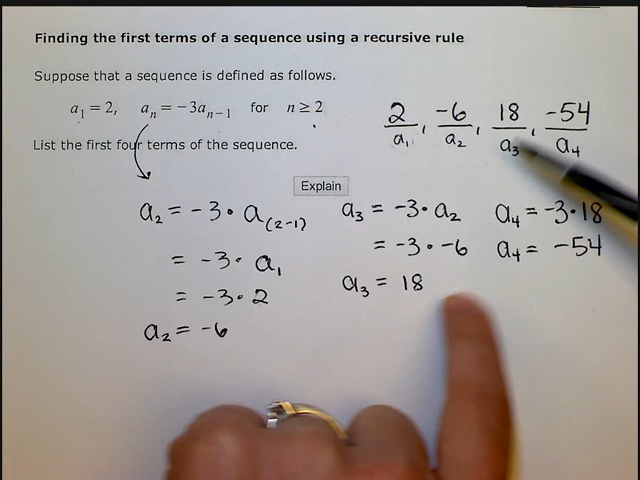 Finding the first terms of a sequence using a recursive rule
Suppose that a sequence is defined as follows.
a₁ = 2, aₙ = −3aₙ₋₁ for n ≥ 2
List the first four terms of the sequence.
2, -6, 18, -54
a₁ a₂ a₃ a₄
Explain
a₂ = -3 • a₍₂₋₁₎
= -3 • a₁
= -3 • 2
a₂ = -6
a₃ = -3 • a₂
= -3 • -6
a₃ = 18
a₄ = -3 • 18
a₄ = -54